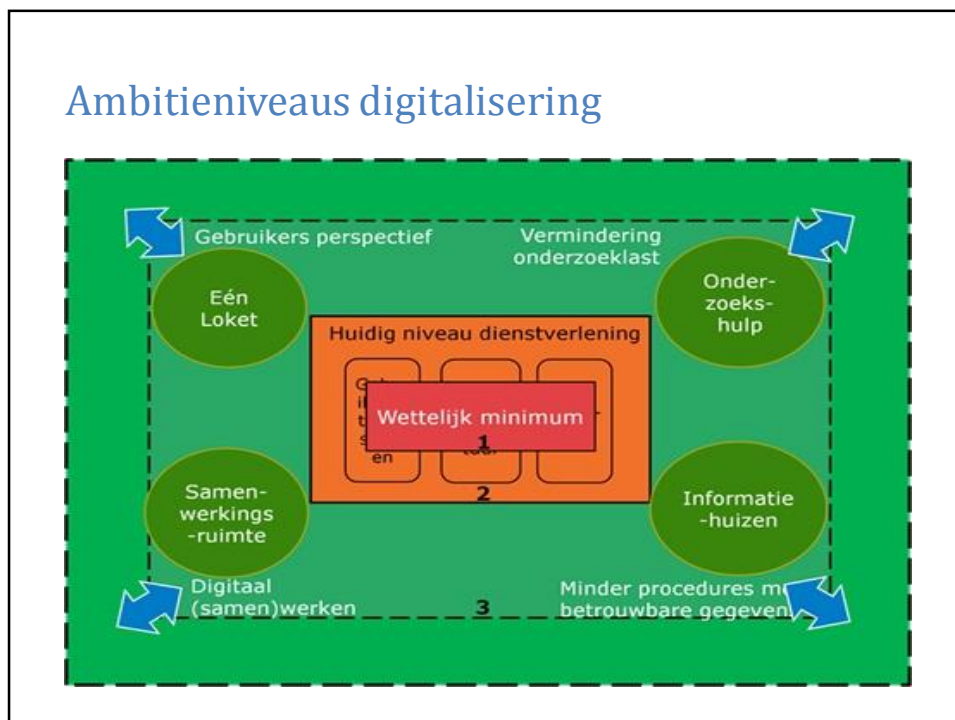 Ambitieniveaus digitalisering
Gebruikers perspectief
Vermindering
onderzoeklast
Eén
Loket
Onder-
zoeks-
hulp
Huidig niveau dienstverlening
Wettelijk minimum
1
en
2
Samen-
werkings
-ruimte
Informatie
-huizen
Digitaal
(samen)werken
3
Minder procedures
betrouwbare